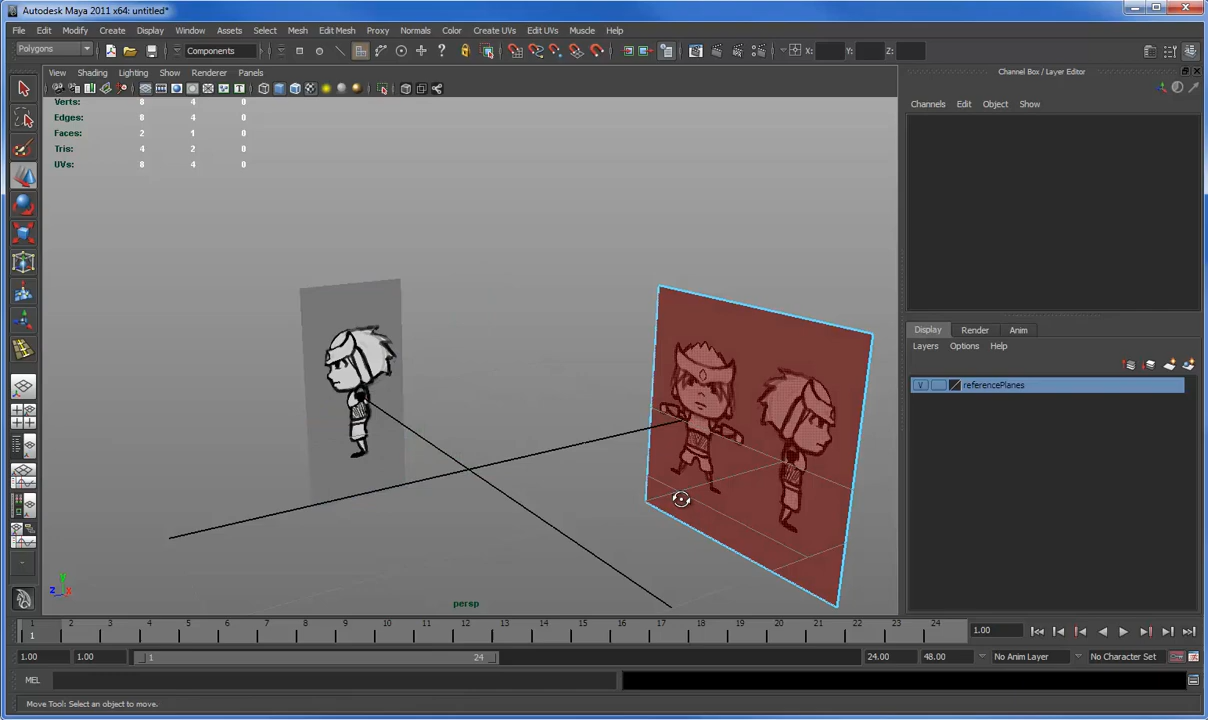 Autodesk Maya 2011 x64: untitled*
File Edit Modify Create Display Window Assets Select Mesh Edit Mesh Proxy Normals Color Create UVs Edit UVs Muscle Help
Polygons Components X: Y: Z:
View Shading Lighting Show Renderer Panels
Verts: 8 4 0
Edges: 8 4 0
Faces: 2 1 0
Tris: 4 2 0
UVs: 8 4 0
persp
Channel Box / Layer Editor
Channels Edit Object Show
Display Render Anim
Layers Options Help
V referencePlanes
1 2 3 4 5 6 7 8 9 10 11 12 13 14 15 16 17 18 19 20 21 22 23 24
1 1.00
1.00 1.00 1 24 24.00 48.00 No Anim Layer No Character Set
MEL
Move Tool: Select an object to move.